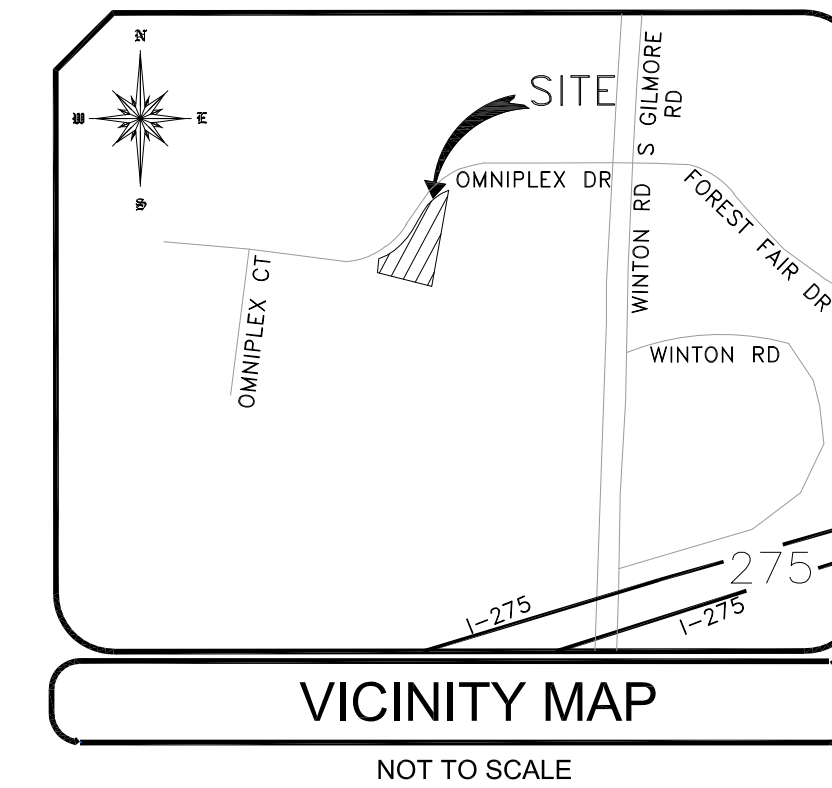 N
W
E
S
SITE
S GILMORE
RD
OMNIPLEX DR
FOREST FAIR DR
WINTON RD
OMNIPLEX CT
WINTON RD
275
I-275
I-275
VICINITY MAP
NOT TO SCALE